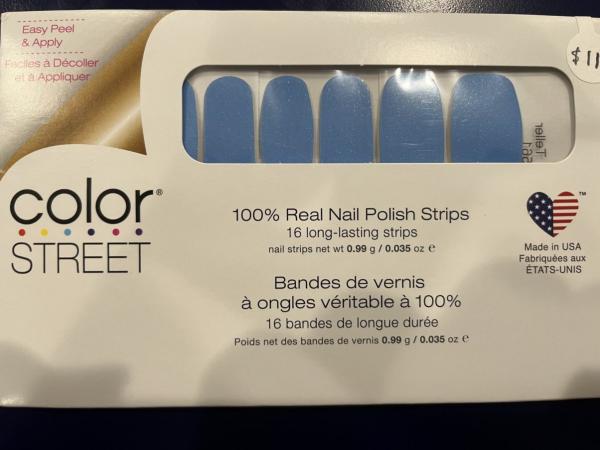 Easy Peel
& Apply
Faciles à Décoller
et à Appliquer
$11
color®
STREET
100% Real Nail Polish Strips
16 long-lasting strips
nail strips net wt 0.99 g / 0.035 oz e
Bandes de vernis
à ongles véritable à 100%
16 bandes de longue durée
Poids net des bandes de vernis 0.99 g / 0.035 oz e
TM
Made in USA
Fabriquées aux
ÉTATS-UNIS